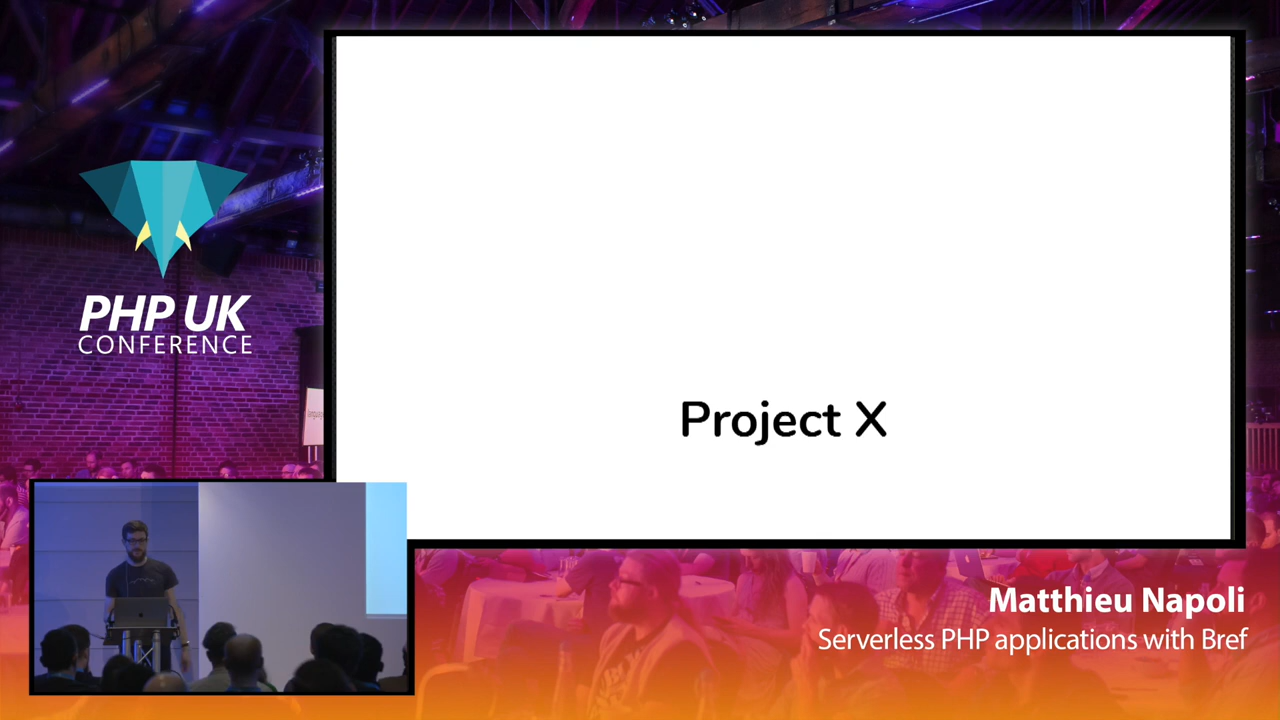 PHP UK
CONFERENCE
Project X
Matthieu Napoli
Serverless PHP applications with Bref